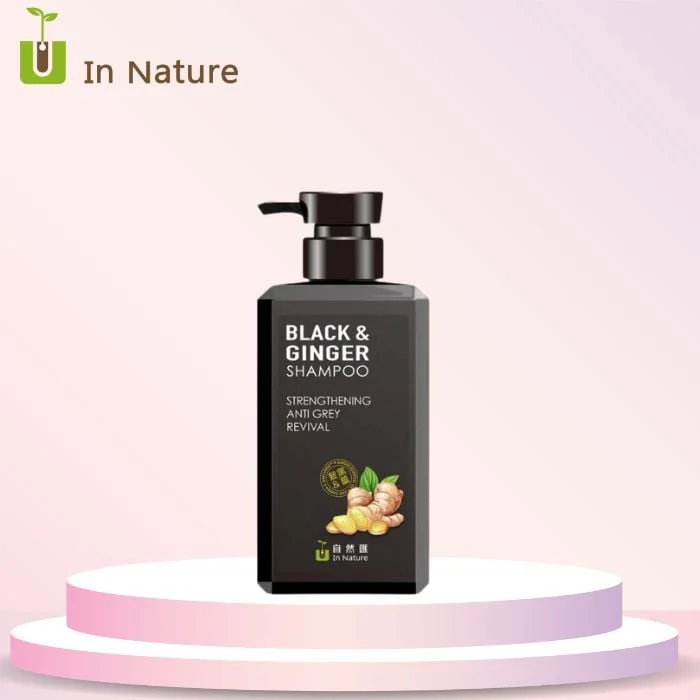 In Nature
BLACK &
GINGER
SHAMPOO
STRENGTHENING
ANTI GREY
REVIVAL
自然匯
In Nature